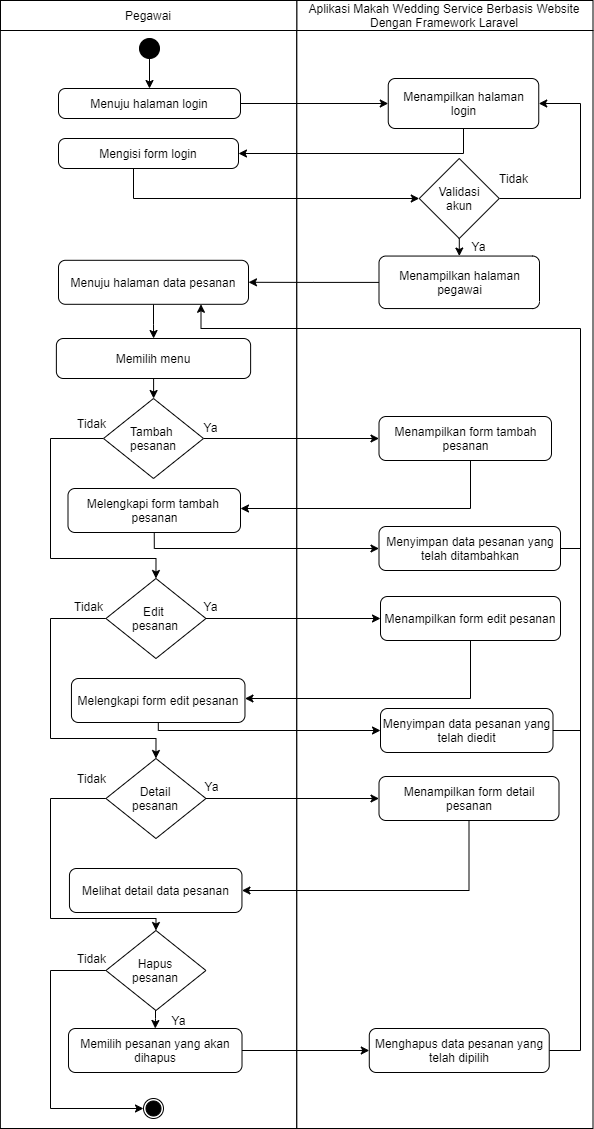 Pegawai
Aplikasi Makah Wedding Service Berbasis Website
Dengan Framework Laravel
Menuju halaman login
Menampilkan halaman
login
Mengisi form login
Validasi
akun
Tidak
Ya
Menuju halaman data pesanan
Menampilkan halaman
pegawai
Memilih menu
Tidak
Tambah
pesanan
Ya
Menampilkan form tambah
pesanan
Melengkapi form tambah
pesanan
Menyimpan data pesanan yang
telah ditambahkan
Tidak
Edit
pesanan
Ya
Menampilkan form edit pesanan
Melengkapi form edit pesanan
Menyimpan data pesanan yang
telah diedit
Tidak
Detail
pesanan
Ya
Menampilkan form detail
pesanan
Melihat detail data pesanan
Tidak
Hapus
pesanan
Ya
Memilih pesanan yang akan
dihapus
Menghapus data pesanan yang
telah dipilih